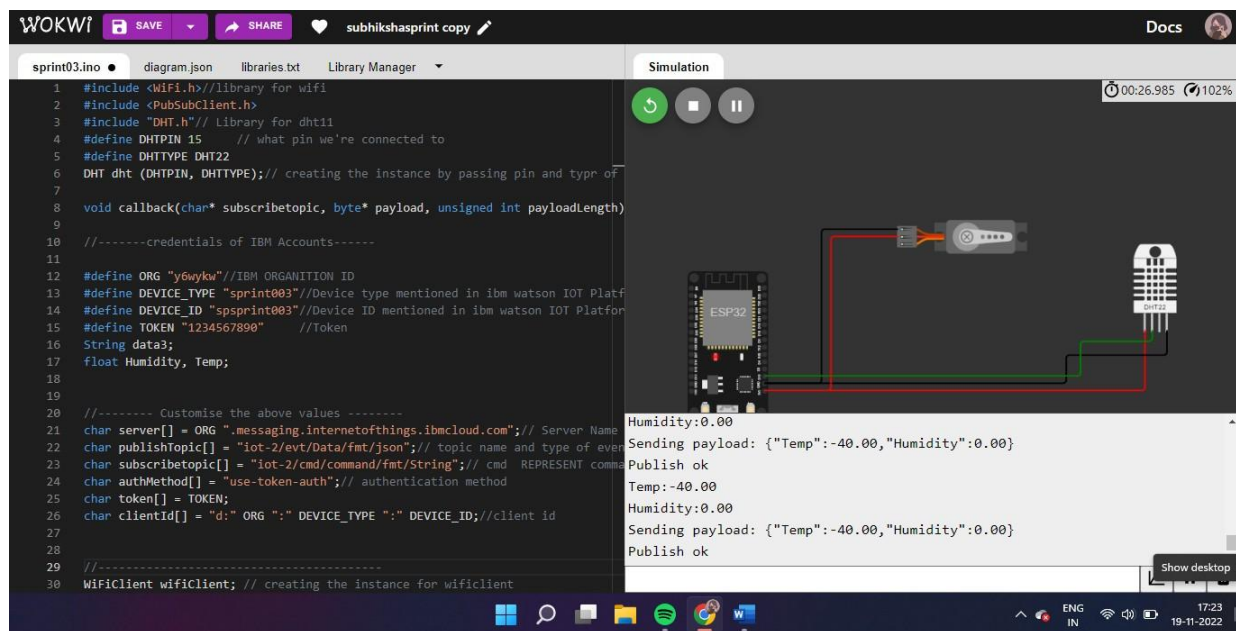 WOKWI SAVE SHARE subhikshasprint copy Docs
sprint03.ino diagram.json libraries.txt Library Manager
1 #include <WiFi.h>//library for wifi
2 #include <PubSubClient.h>
3 #include "DHT.h"// Library for dht11
4 #define DHTPIN 15 // what pin we're connected to
5 #define DHTTYPE DHT22
6 DHT dht (DHTPIN, DHTTYPE);// creating the instance by passing pin and typr of
7
8 void callback(char* subscribetopic, byte* payload, unsigned int payloadLength)
9
10 //-------credentials of IBM Accounts------
11
12 #define ORG "y6wykw"//IBM ORGANITION ID
13 #define DEVICE_TYPE "sprint003"//Device type mentioned in ibm watson IOT Platf
14 #define DEVICE_ID "spsprint003"//Device ID mentioned in ibm watson IOT Platfor
15 #define TOKEN "1234567890" //Token
16 String data3;
17 float Humidity, Temp;
18
19
20 //-------- Customise the above values --------
21 char server[] = ORG ".messaging.internetofthings.ibmcloud.com";// Server Name
22 char publishTopic[] = "iot-2/evt/Data/fmt/json";// topic name and type of even
23 char subscribetopic[] = "iot-2/cmd/command/fmt/String";// cmd REPRESENT comma
24 char authMethod[] = "use-token-auth";// authentication method
25 char token[] = TOKEN;
26 char clientId[] = "d:" ORG ":" DEVICE_TYPE ":" DEVICE_ID;//client id
27
28
29 //-----------------------------------------
30 WiFiClient wifiClient; // creating the instance for wificlient
Simulation
00:26.985 102%
ESP32
DHT22
Humidity:0.00
Sending payload: {"Temp":-40.00,"Humidity":0.00}
Publish ok
Temp:-40.00
Humidity:0.00
Sending payload: {"Temp":-40.00,"Humidity":0.00}
Publish ok
Show desktop
ENG
IN
17:23
19-11-2022